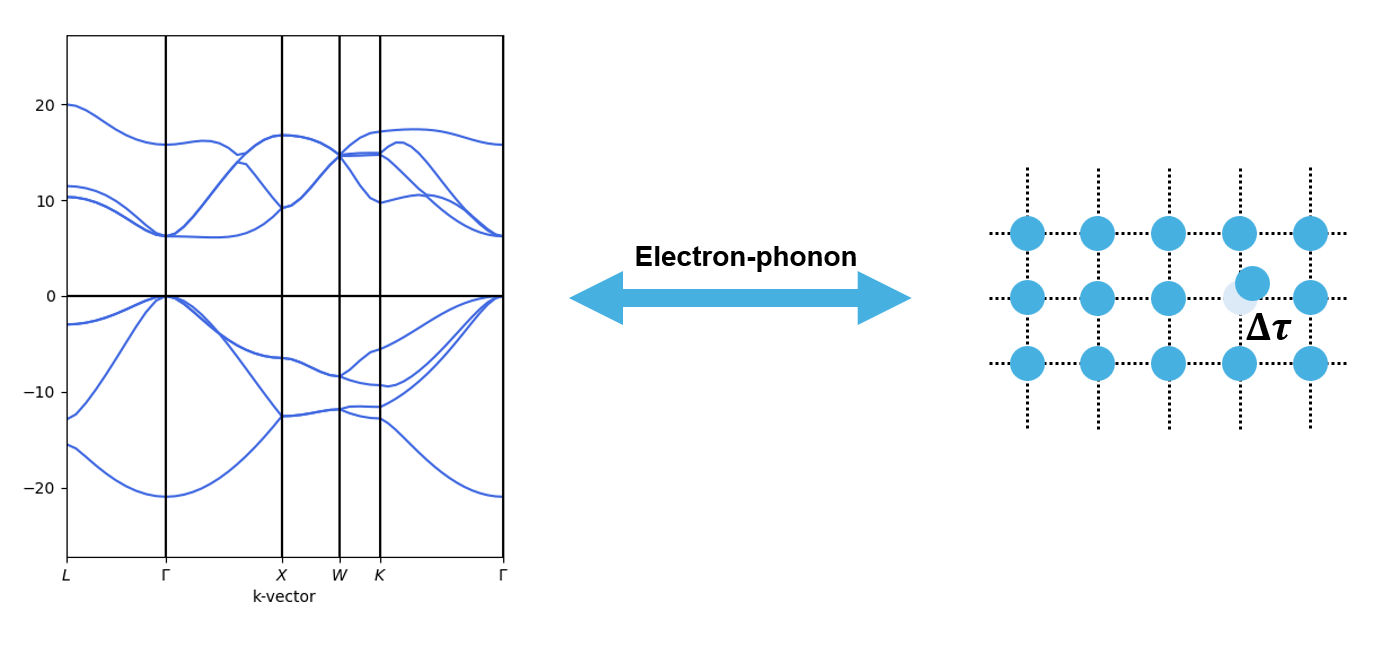 20
10
0
−10
−20
L Γ X W K Γ
k-vector
Electron-phonon
Δτ